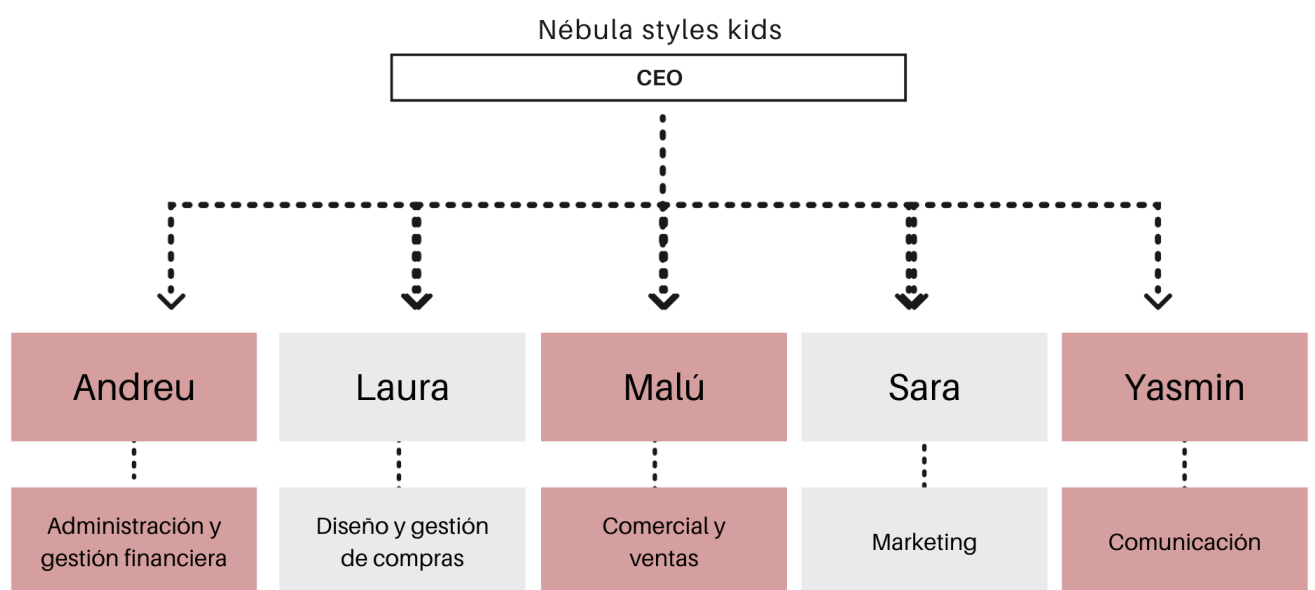 Nébula styles kids
CEO
Andreu
Laura
Malú
Sara
Yasmin
Administración y
gestión financiera
Diseño y gestión
de compras
Comercial y
ventas
Marketing
Comunicación